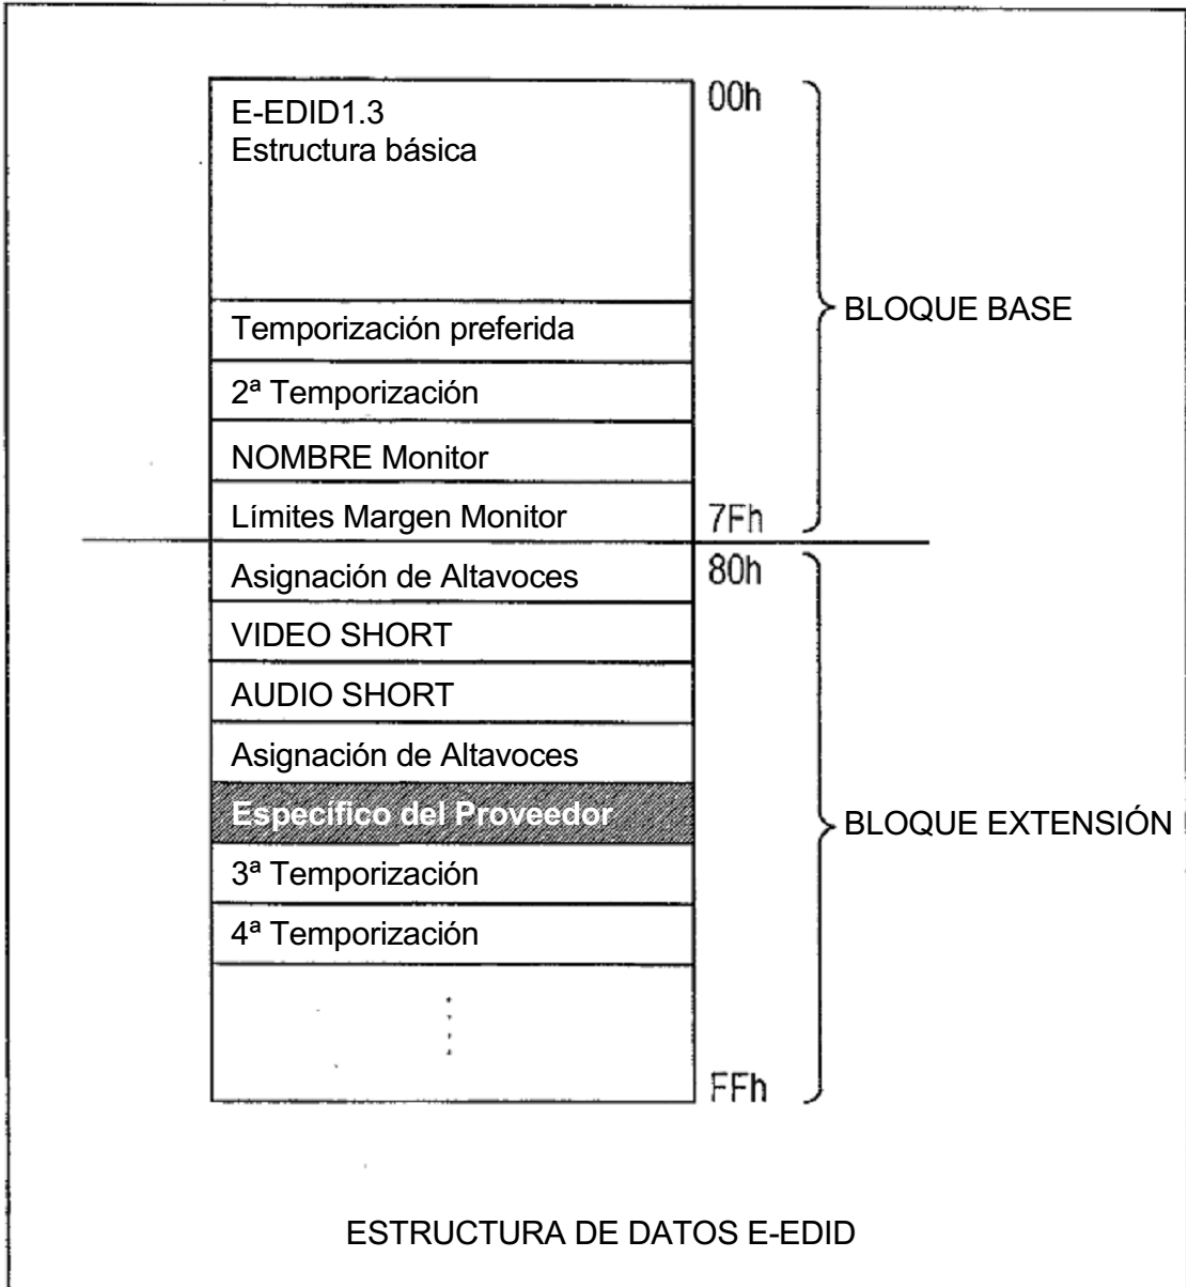 E-EDID1.3
Estructura básica
00h
BLOQUE BASE
Temporización preferida
2ª Temporización
NOMBRE Monitor
Límites Margen Monitor
7Fh
Asignación de Altavoces
80h
VIDEO SHORT
AUDIO SHORT
Asignación de Altavoces
Específico del Proveedor
BLOQUE EXTENSIÓN
3ª Temporización
4ª Temporización
FFh
ESTRUCTURA DE DATOS E-EDID